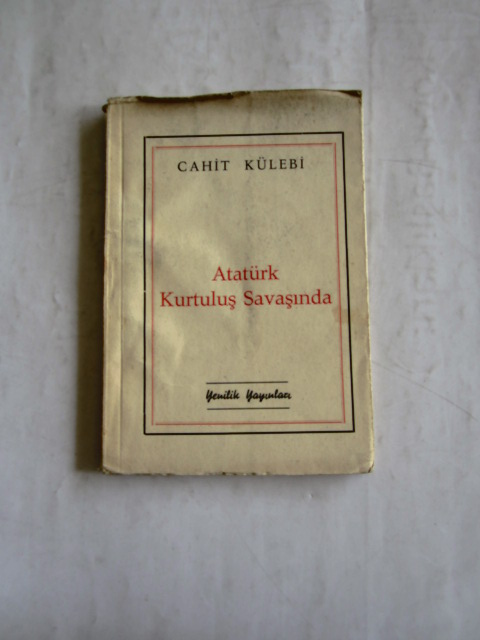 CAHİT KÜLEBİ
Atatürk
Kurtuluş Savaşında
Yenilik Yayınları